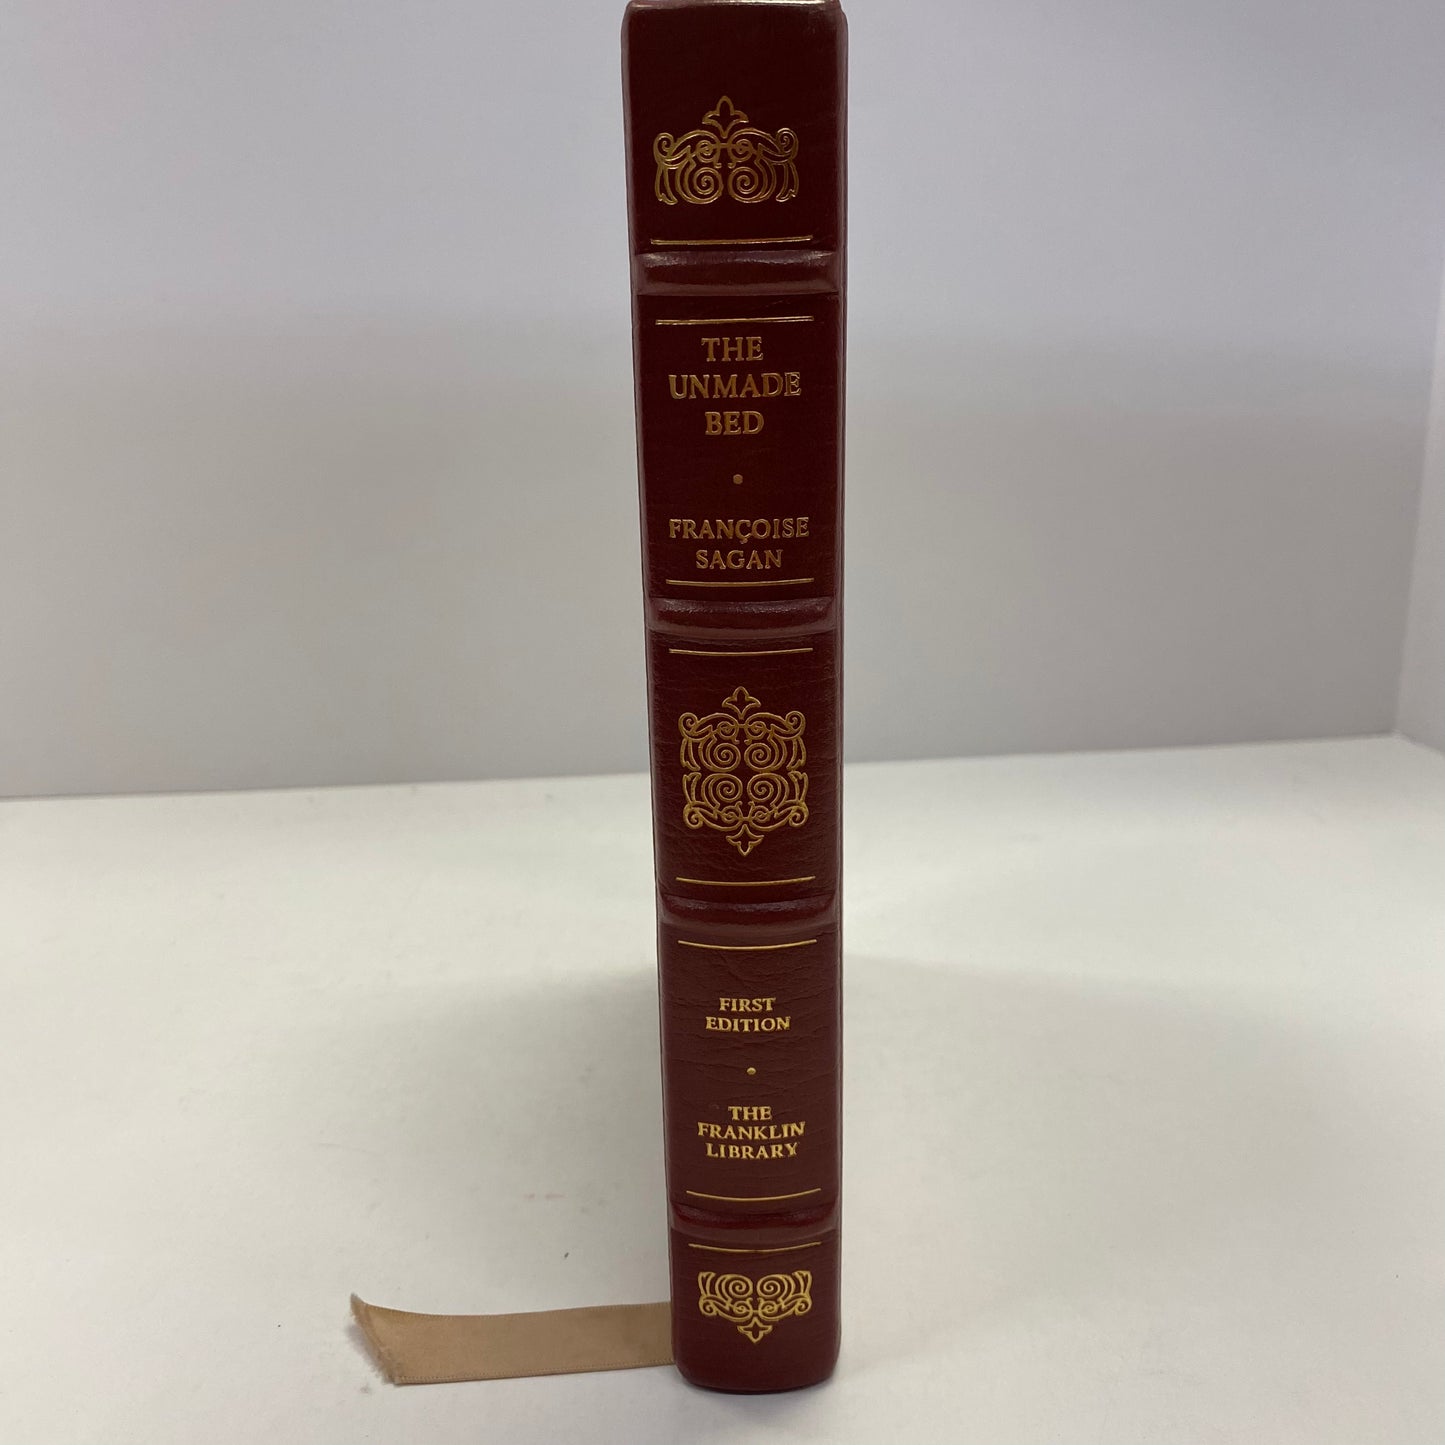 THE
UNMADE
BED
•
FRANÇOISE
SAGAN
FIRST
EDITION
•
THE
FRANKLIN
LIBRARY